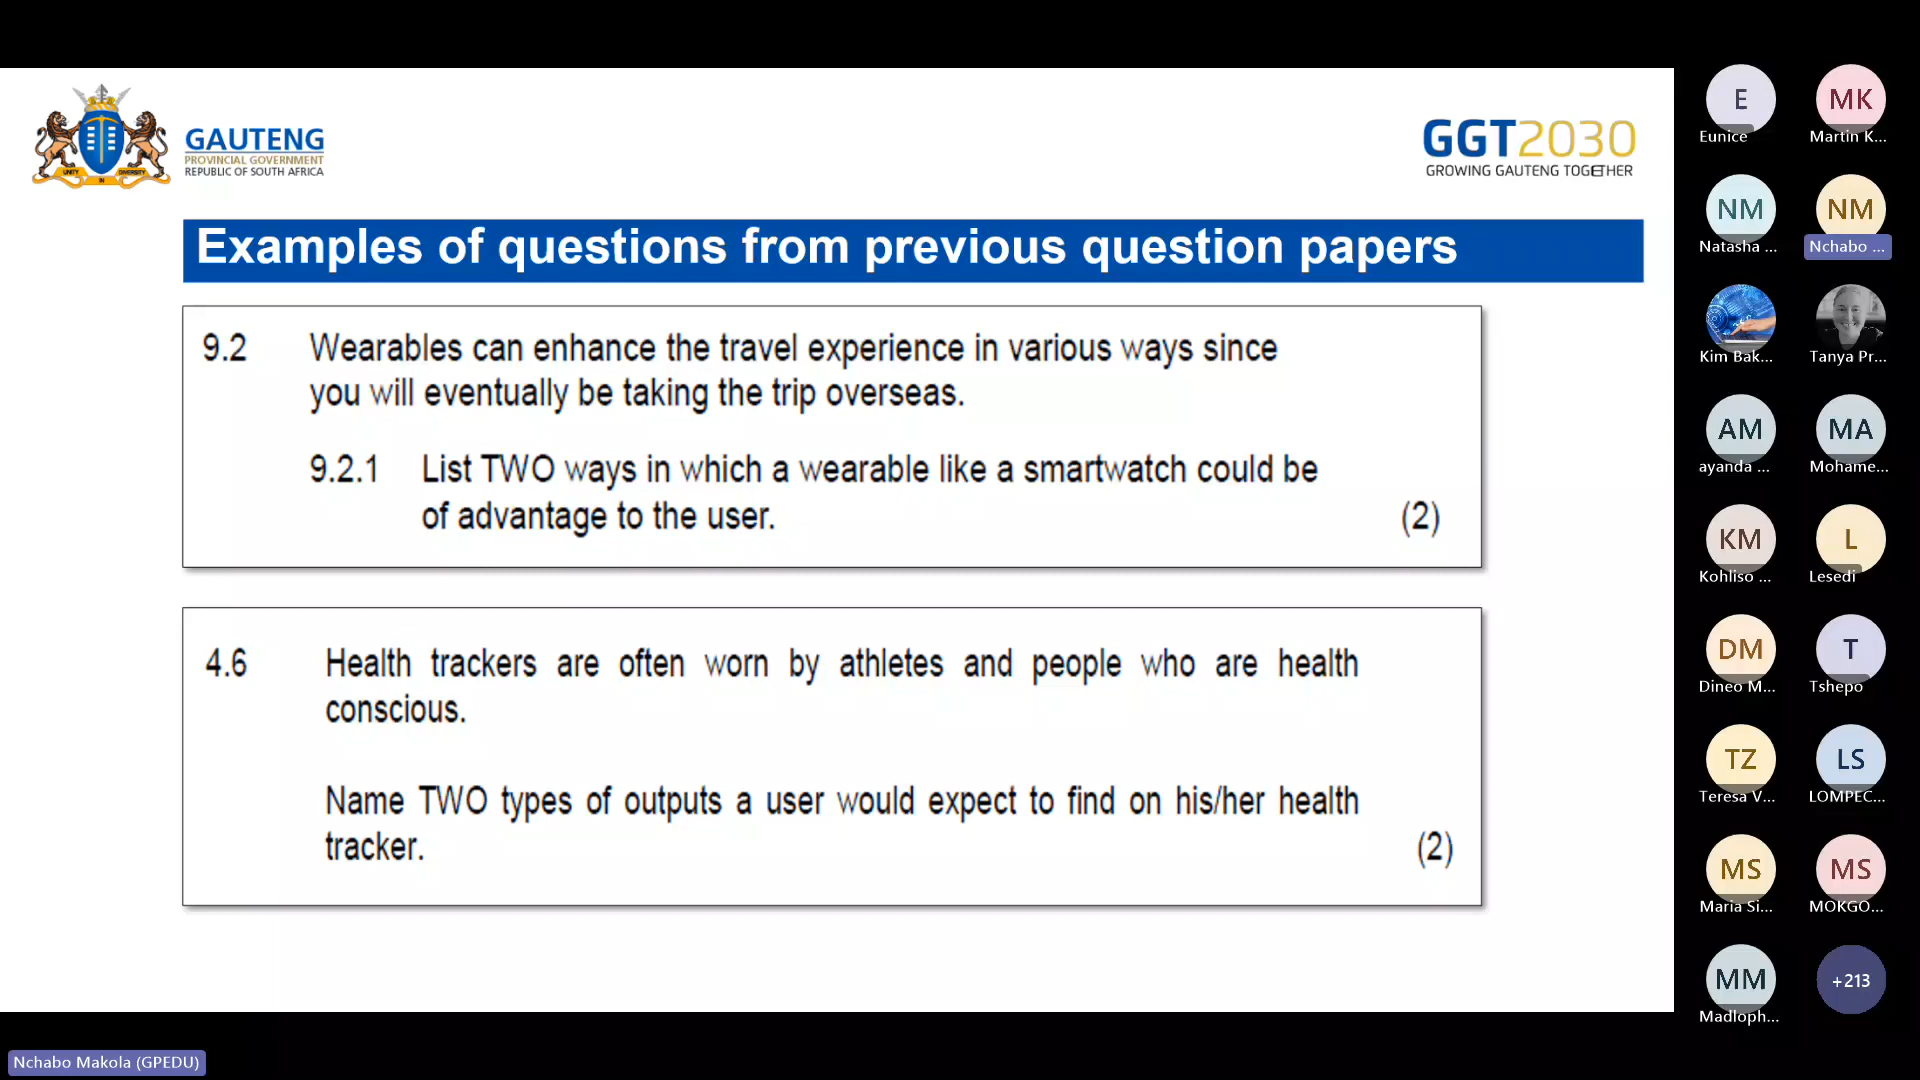 GAUTENG
PROVINCIAL GOVERNMENT
REPUBLIC OF SOUTH AFRICA
UNITY IN DIVERSITY
GGT2030
GROWING GAUTENG TOGETHER
Examples of questions from previous question papers
9.2 Wearables can enhance the travel experience in various ways since
you will eventually be taking the trip overseas.
9.2.1 List TWO ways in which a wearable like a smartwatch could be
of advantage to the user. (2)
4.6 Health trackers are often worn by athletes and people who are health
conscious.
Name TWO types of outputs a user would expect to find on his/her health
tracker. (2)
E MK
Eunice Martin K...
NM NM
Natasha ... Nchabo ...
Kim Bak... Tanya Pr...
AM MA
ayanda ... Mohame...
KM L
Kohliso ... Lesedi
DM T
Dineo M... Tshepo
TZ LS
Teresa V... LOMPEC...
MS MS
Maria Si... MOKGO...
MM +213
Madloph...
Nchabo Makola (GPEDU)